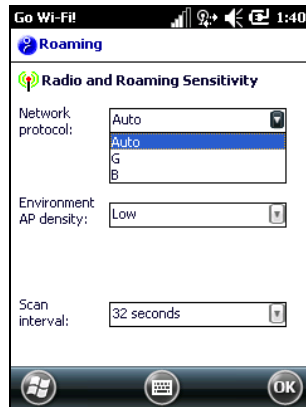 Go Wi-Fi! 1:40
Roaming
Radio and Roaming Sensitivity
Network protocol: Auto
Auto
G
B
Environment AP density: Low
Scan interval: 32 seconds
OK